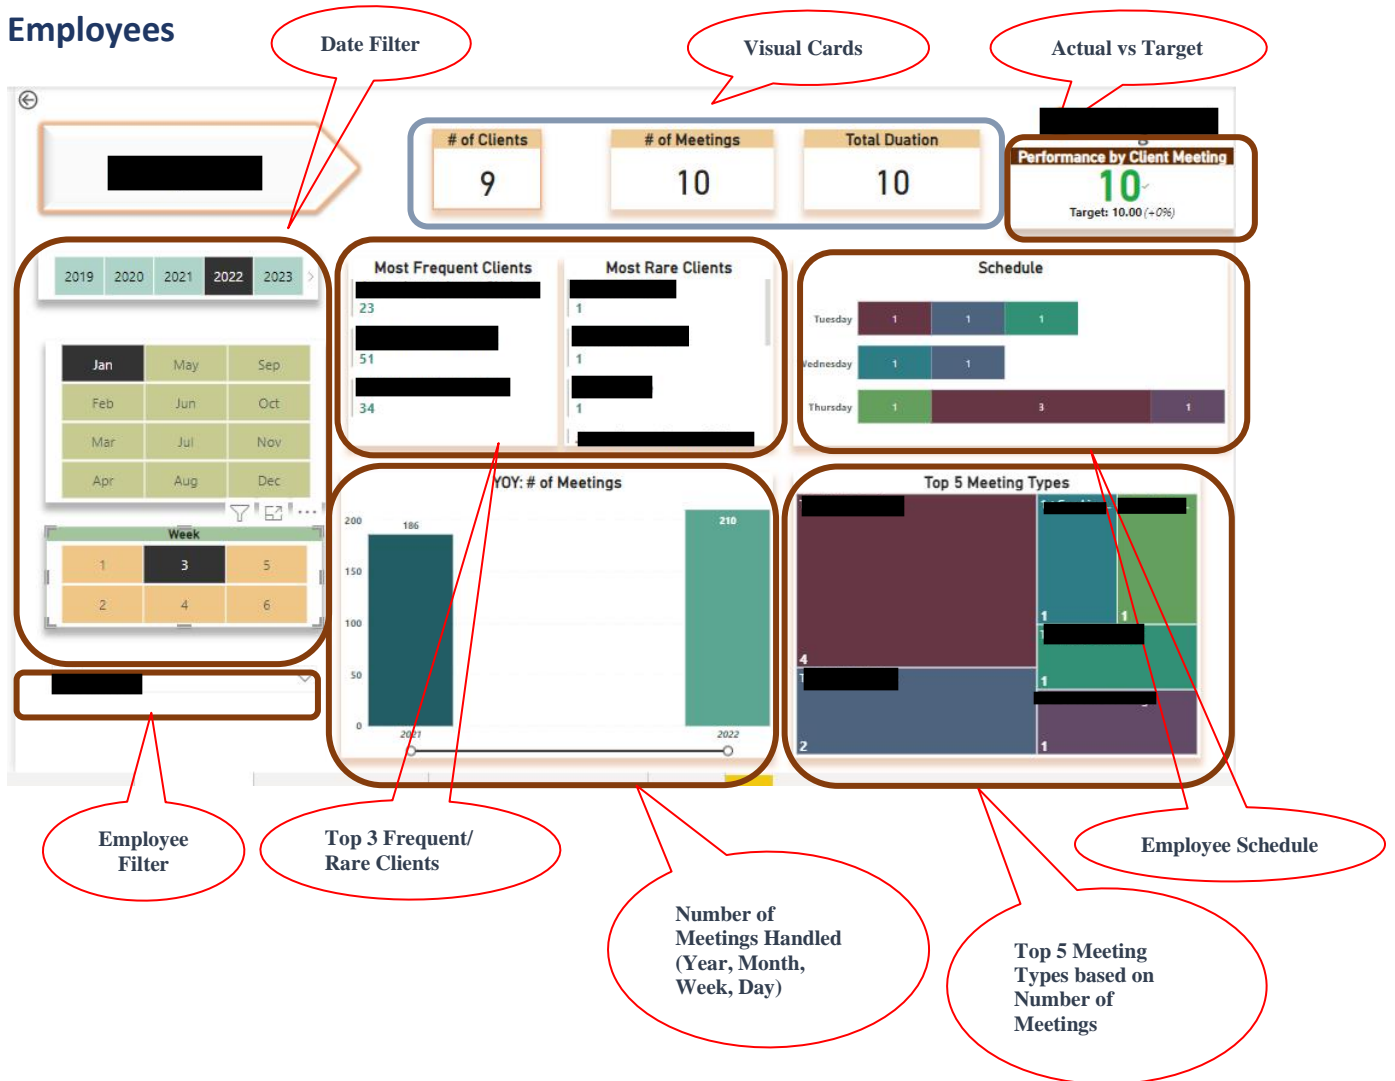 Employees
Date Filter
Visual Cards
Actual vs Target
# of Clients
9
# of Meetings
10
Total Duation
10
Performance by Client Meeting
10
Target: 10.00 (+0%)
2019 2020 2021 2022 2023
Jan May Sep
Feb Jun Oct
Mar Jul Nov
Apr Aug Dec
Week
1 3 5
2 4 6
Most Frequent Clients
23
51
34
Most Rare Clients
1
1
1
Schedule
Tuesday 1 1 1
Wednesday 1 1
Thursday 1 3 1
YOY: # of Meetings
200
150
100
50
0
186
210
2021 2022
Top 5 Meeting Types
4
2
1
1
1
1
Employee
Filter
Top 3 Frequent/
Rare Clients
Number of
Meetings Handled
(Year, Month,
Week, Day)
Top 5 Meeting
Types based on
Number of
Meetings
Employee Schedule